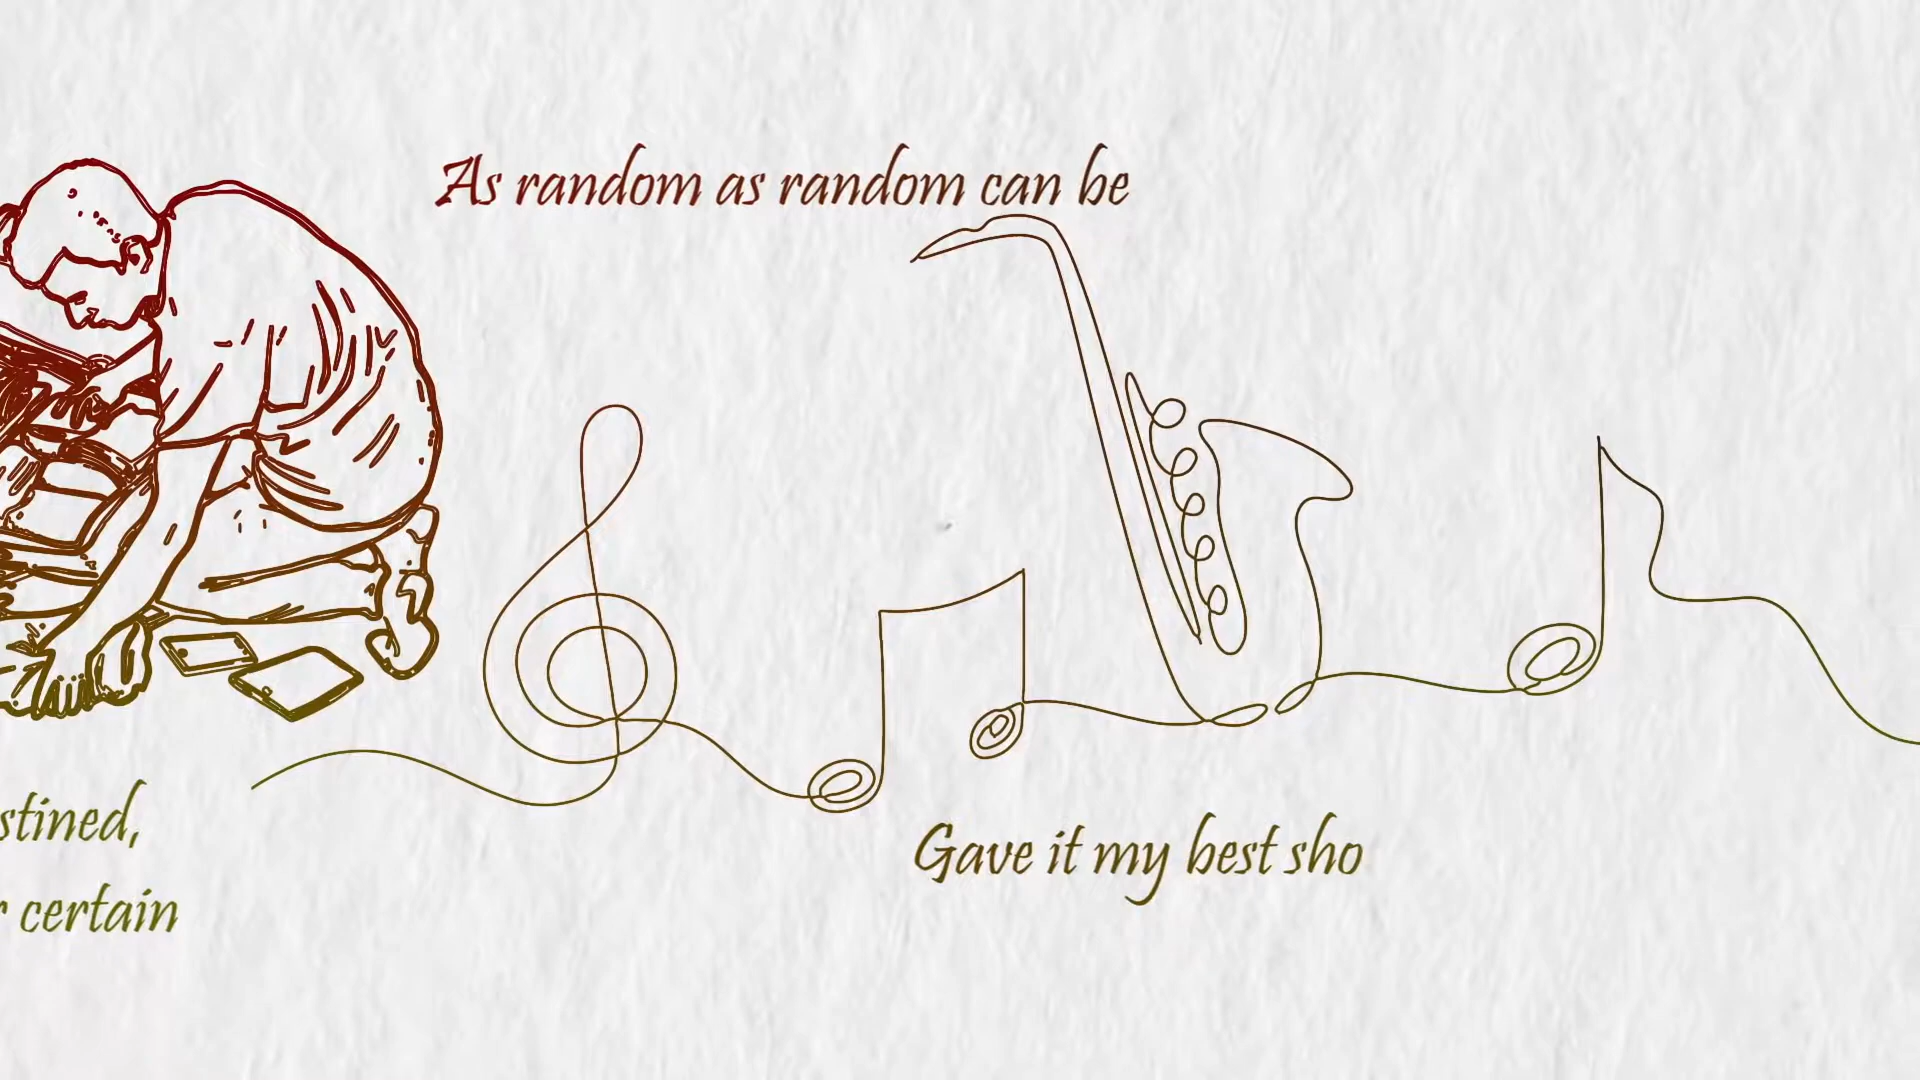 As random as random can be
stined,
r certain
Gave it my best sho